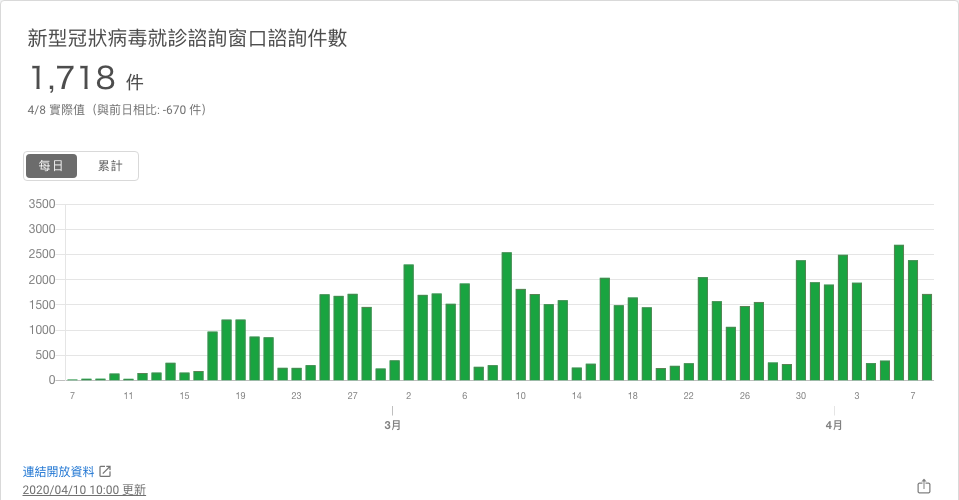 新型冠狀病毒就診諮詢窗口諮詢件數
1,718 件
4/8 實際值（與前日相比: -670 件）
每日 累計
3500
3000
2500
2000
1500
1000
500
0
7 11 15 19 23 27 2 6 10 14 18 22 26 30 3 7
3月 4月
連結開放資料
2020/04/10 10:00 更新